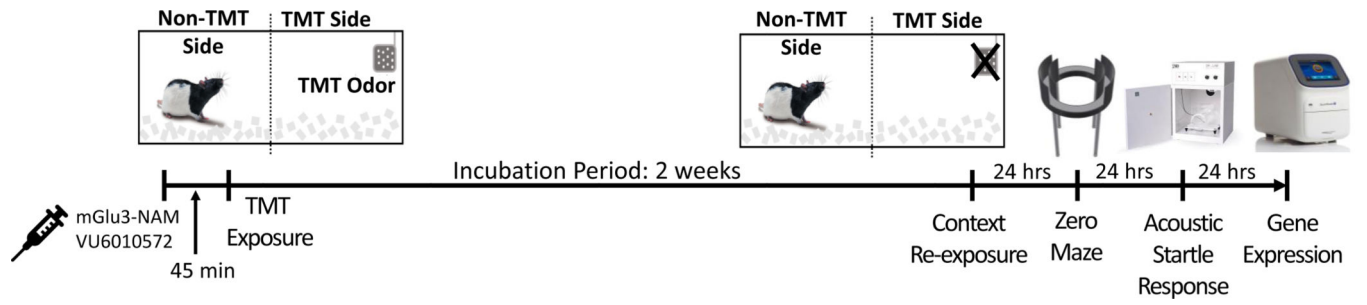 Non-TMT
Side
TMT Side
TMT Odor
Non-TMT
Side
TMT Side
Incubation Period: 2 weeks
24 hrs
24 hrs
24 hrs
mGlu3-NAM
VU6010572
45 min
TMT
Exposure
Context
Re-exposure
Zero
Maze
Acoustic
Startle
Response
Gene
Expression